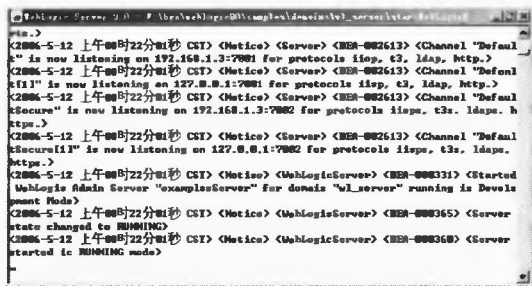 WebLogic Server 9.0 -
ria.>
<2006-5-12 上午08时22分01秒 CST> <Notice> <Server> <BEA-002613> <Channel "Defaul
t" is now listening on 192.168.1.3:7001 for protocols iiop, t3, ldap, http.>
<2006-5-12 上午08时22分01秒 CST> <Notice> <Server> <BEA-002613> <Channel "Defaul
t[1]" is now listening on 127.0.0.1:7001 for protocols iiop, t3, ldap, http.>
<2006-5-12 上午08时22分01秒 CST> <Notice> <Server> <BEA-002613> <Channel "Defaul
tSecure" is now listening on 192.168.1.3:7002 for protocols iiops, t3s, ldaps, h
ttps.>
<2006-5-12 上午08时22分01秒 CST> <Notice> <Server> <BEA-002613> <Channel "Defaul
tSecure[1]" is now listening on 127.0.0.1:7002 for protocols iiops, t3s, ldaps,
https.>
<2006-5-12 上午08时22分01秒 CST> <Notice> <WebLogicServer> <BEA-000331> <Started
WebLogic Admin Server "examplesServer" for domain "wl_server" running in Develo
pment Mode>
<2006-5-12 上午08时22分01秒 CST> <Notice> <WebLogicServer> <BEA-000365> <Server
state changed to RUNNING>
<2006-5-12 上午08时22分01秒 CST> <Notice> <WebLogicServer> <BEA-000360> <Server
started in RUNNING mode>